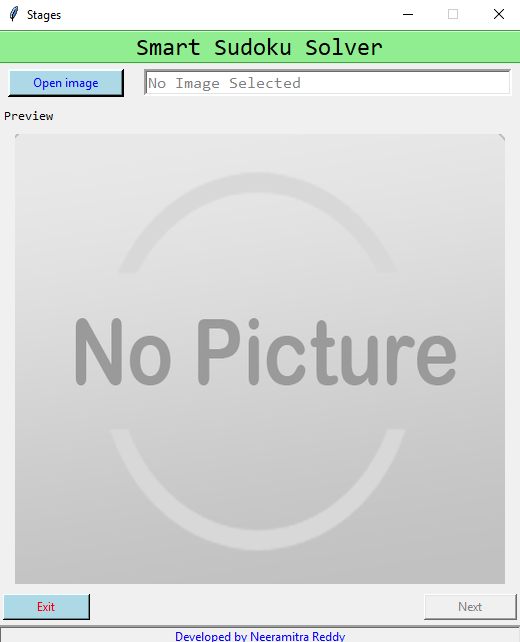 Stages
Smart Sudoku Solver
Open image
No Image Selected
Preview
No Picture
Exit
Next
Developed by Neeramitra Reddy